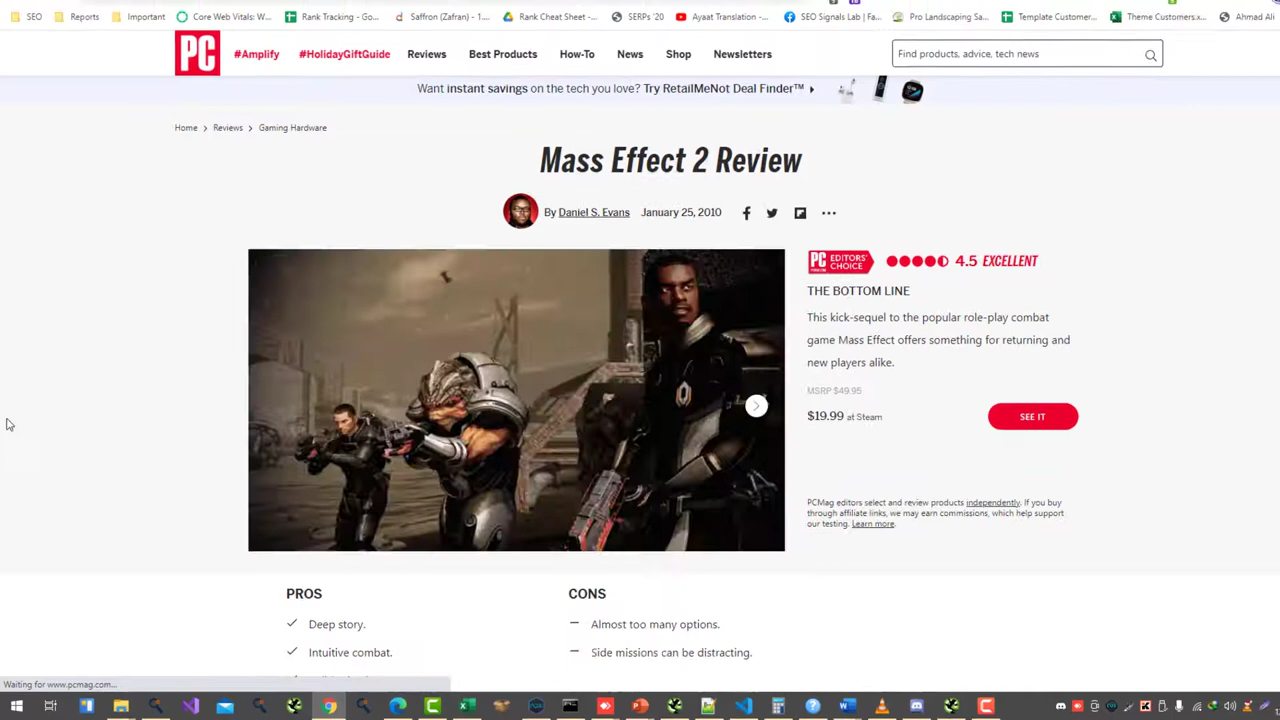 SEO
Reports
Important
Core Web Vitals: W...
Rank Tracking - Go...
Saffron (Zafran) - 1....
Rank Cheat Sheet -...
SERPs '20
Ayaat Translation -...
SEO Signals Lab | Fa...
Pro Landscaping Sa...
Template Customer...
Theme Customers.x...
Ahmad Ali
PC
#Amplify
#HolidayGiftGuide
Reviews
Best Products
How-To
News
Shop
Newsletters
Find products, advice, tech news
Want instant savings on the tech you love? Try RetailMeNot Deal Finder™
Home > Reviews > Gaming Hardware
Mass Effect 2 Review
By Daniel S. Evans January 25, 2010
PC EDITORS' CHOICE
4.5 EXCELLENT
THE BOTTOM LINE
This kick-sequel to the popular role-play combat
game Mass Effect offers something for returning and
new players alike.
MSRP $49.95
$19.99 at Steam
SEE IT
PCMag editors select and review products independently. If you buy
through affiliate links, we may earn commissions, which help support
our testing. Learn more.
PROS
CONS
Deep story.
Almost too many options.
Intuitive combat.
Side missions can be distracting.
Waiting for www.pcmag.com...